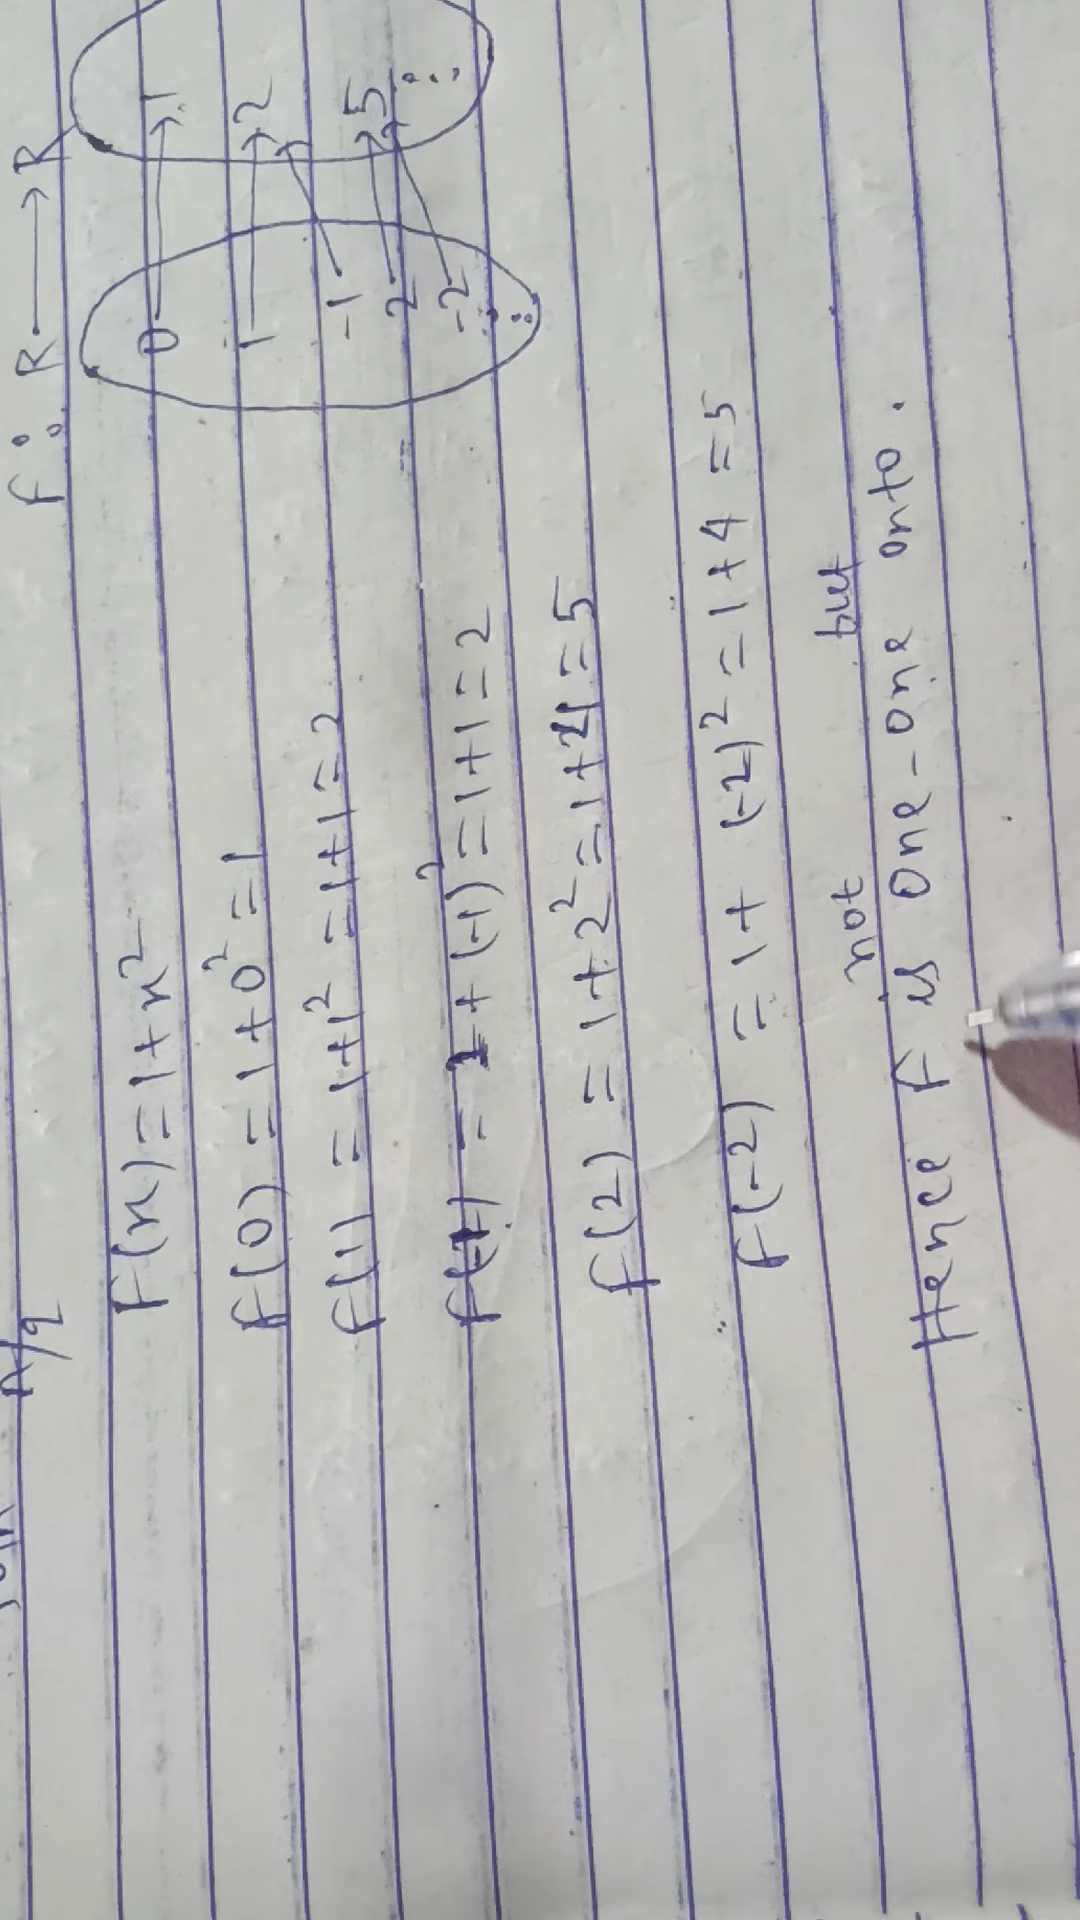 A/q
F : R → R
F(x) = 1 + x²
f(0) = 1 + 0² = 1
f(1) = 1+1² = 1+1 = 2
f(-1) = 1 + (-1)² = 1+1 = 2
f(2) = 1+2² = 1+4 = 5
F(-2) = 1+ (-2)² = 1+4 = 5
not but
Hence F is One-One onto.
0 → 1
1 → 2
-1
2 → 5
-2